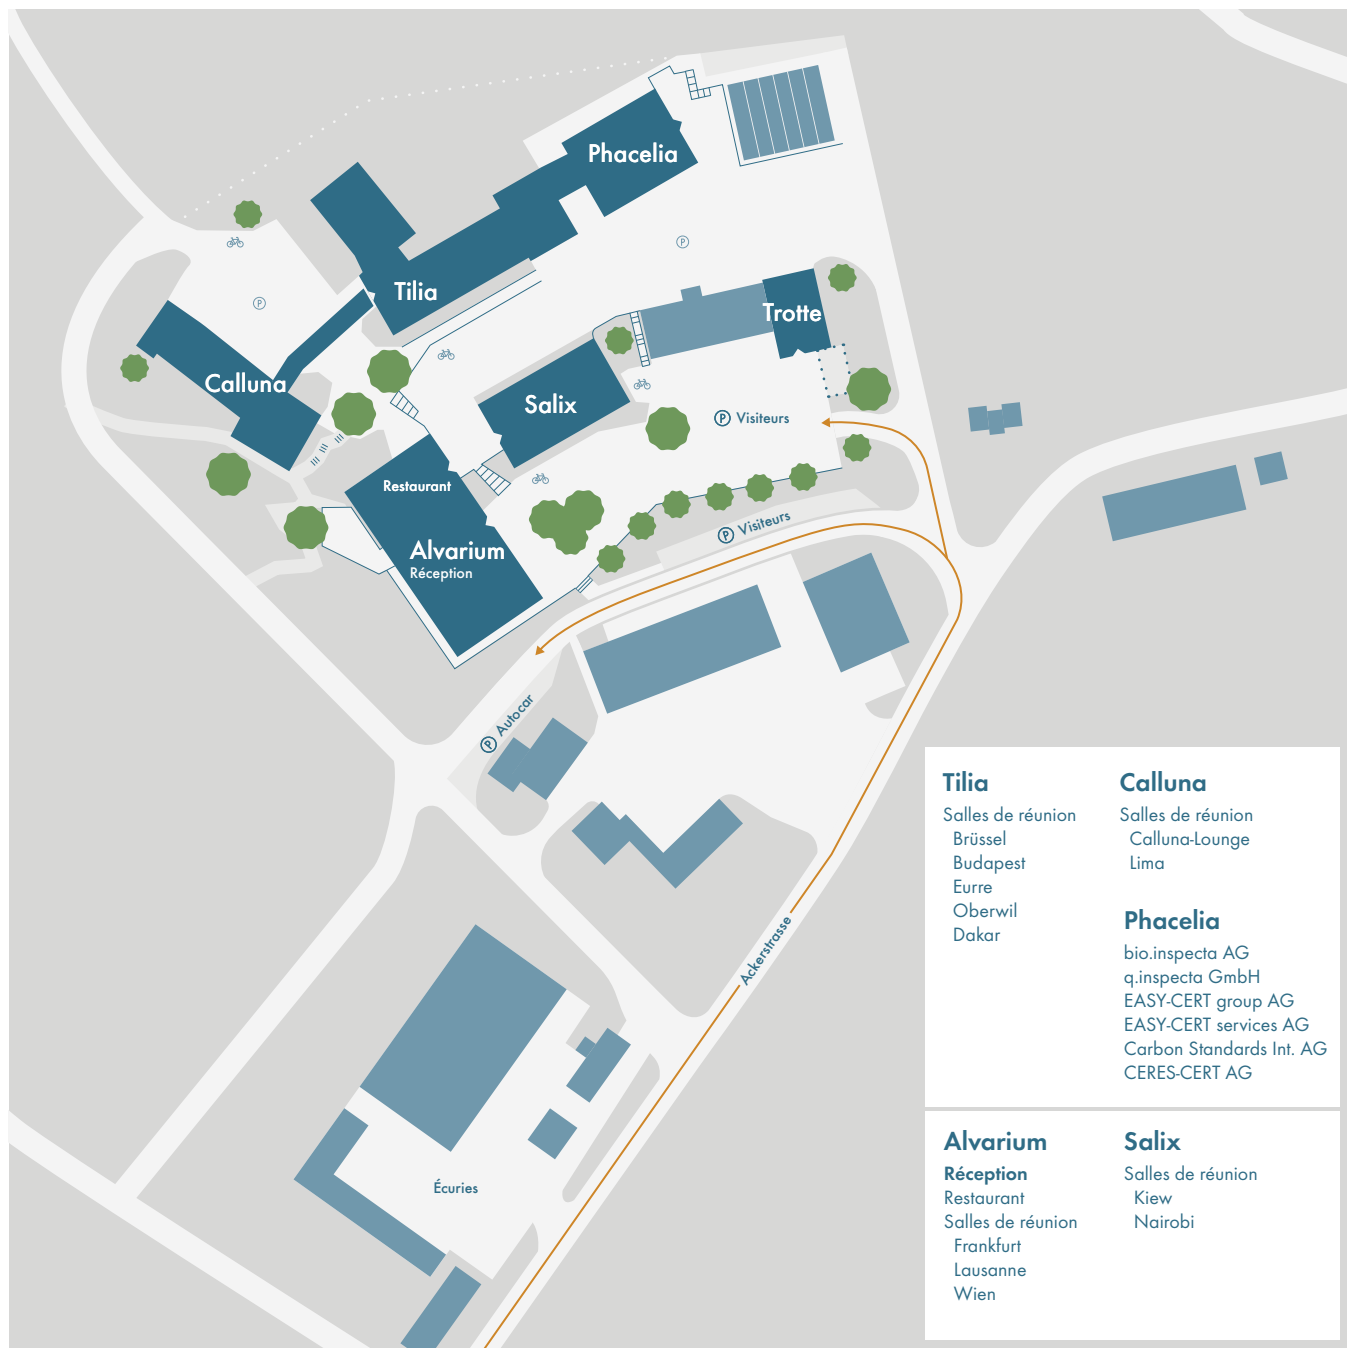 Phacelia
P
Tilia
P
Trotte
Calluna
Salix
P Visiteurs
Restaurant
P Visiteurs
Alvarium
Réception
P Autocar
Ackerstrasse
Écuries
Tilia
Salles de réunion
Brüssel
Budapest
Eurre
Oberwil
Dakar
Calluna
Salles de réunion
Calluna-Lounge
Lima
Phacelia
bio.inspecta AG
q.inspecta GmbH
EASY-CERT group AG
EASY-CERT services AG
Carbon Standards Int. AG
CERES-CERT AG
Alvarium
Réception
Restaurant
Salles de réunion
Frankfurt
Lausanne
Wien
Salix
Salles de réunion
Kiew
Nairobi